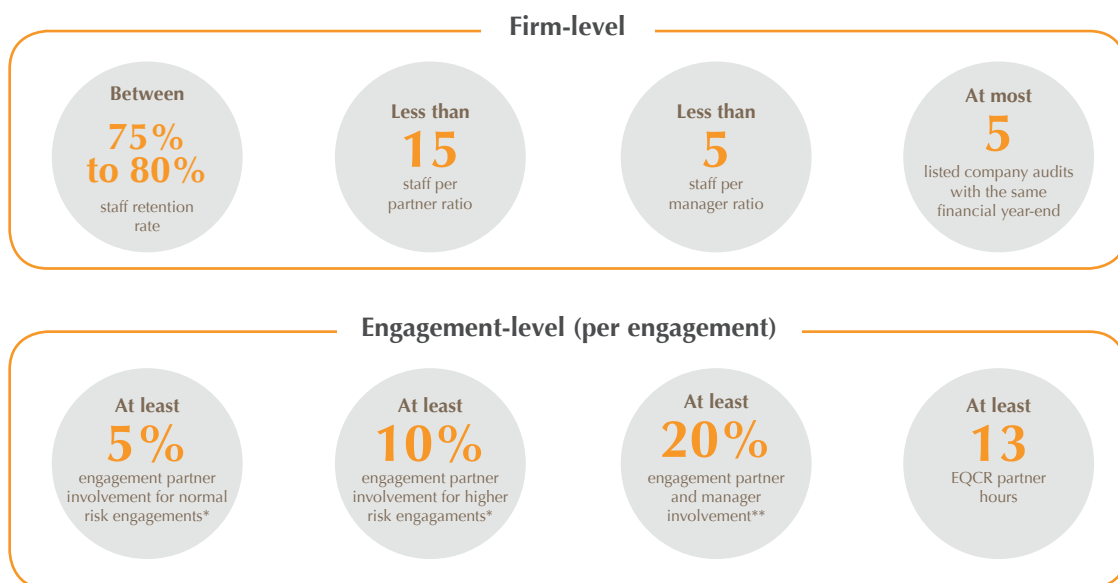 Firm-level
Between
75%
to 80%
staff retention
rate
Less than
15
staff per
partner ratio
Less than
5
staff per
manager ratio
At most
5
listed company audits
with the same
financial year-end
Engagement-level (per engagement)
At least
5%
engagement partner
involvement for normal
risk engagements*
At least
10%
engagement partner
involvement for higher
risk engagaments*
At least
20%
engagement partner
and manager
involvement**
At least
13
EQCR partner
hours